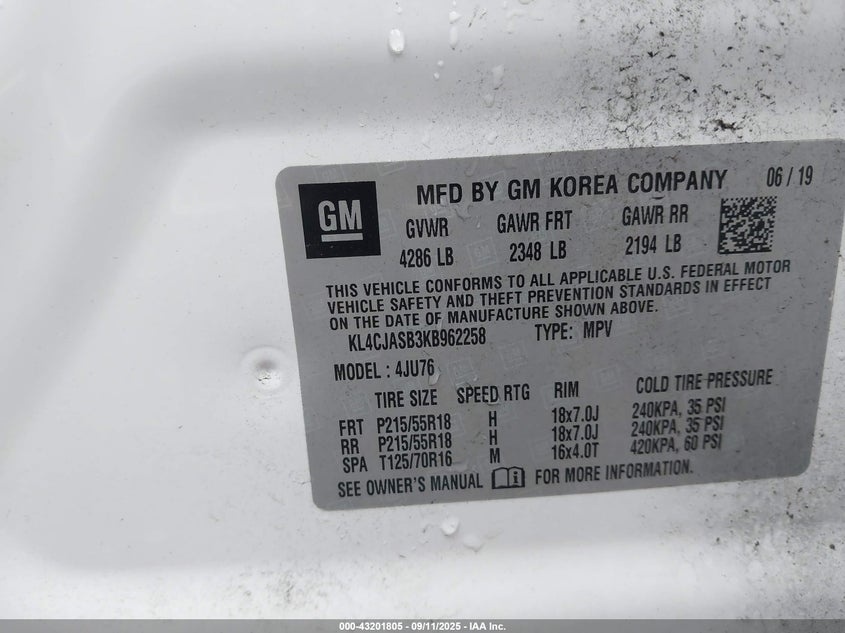 GM
MFD BY GM KOREA COMPANY 06 / 19
GVWR GAWR FRT GAWR RR
4286 LB 2348 LB 2194 LB
THIS VEHICLE CONFORMS TO ALL APPLICABLE U.S. FEDERAL MOTOR
VEHICLE SAFETY AND THEFT PREVENTION STANDARDS IN EFFECT
ON THE DATE OF MANUFACTURE SHOWN ABOVE.
KL4CJASB3KB962258 TYPE: MPV
MODEL : 4JU76
TIRE SIZE SPEED RTG RIM COLD TIRE PRESSURE
FRT P215/55R18 H 18x7.0J 240KPA, 35 PSI
RR P215/55R18 H 18x7.0J 240KPA, 35 PSI
SPA T125/70R16 M 16x4.0T 420KPA, 60 PSI
SEE OWNER'S MANUAL FOR MORE INFORMATION.
000-43201805 - 09/11/2025 - IAA Inc.